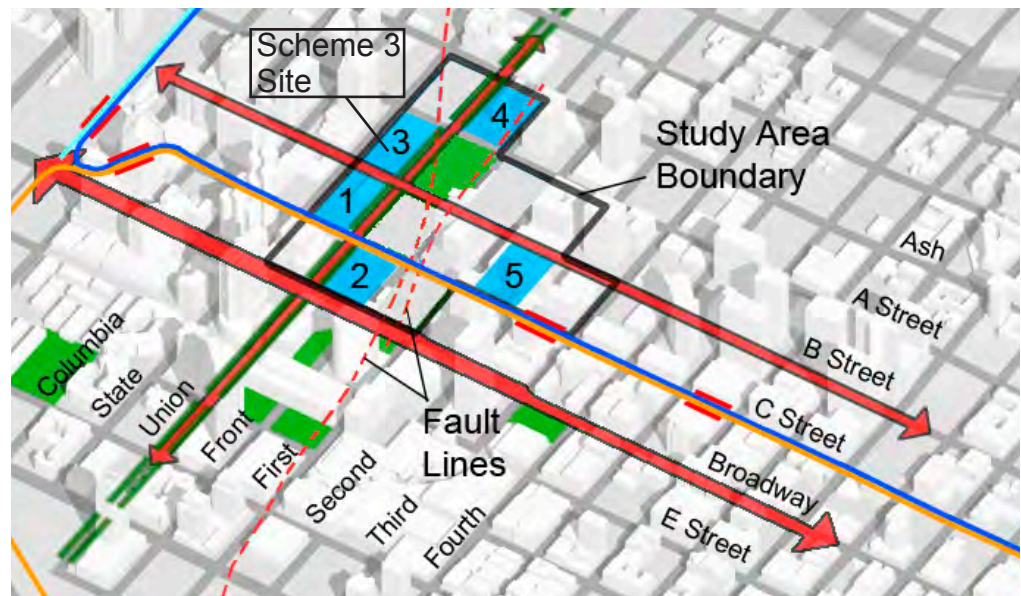 Scheme 3
Site
4
3
Study Area
Boundary
1
2
5
Ash
A Street
B Street
C Street
Broadway
E Street
Columbia
State
Union
Front
First
Second
Third
Fourth
Fault
Lines